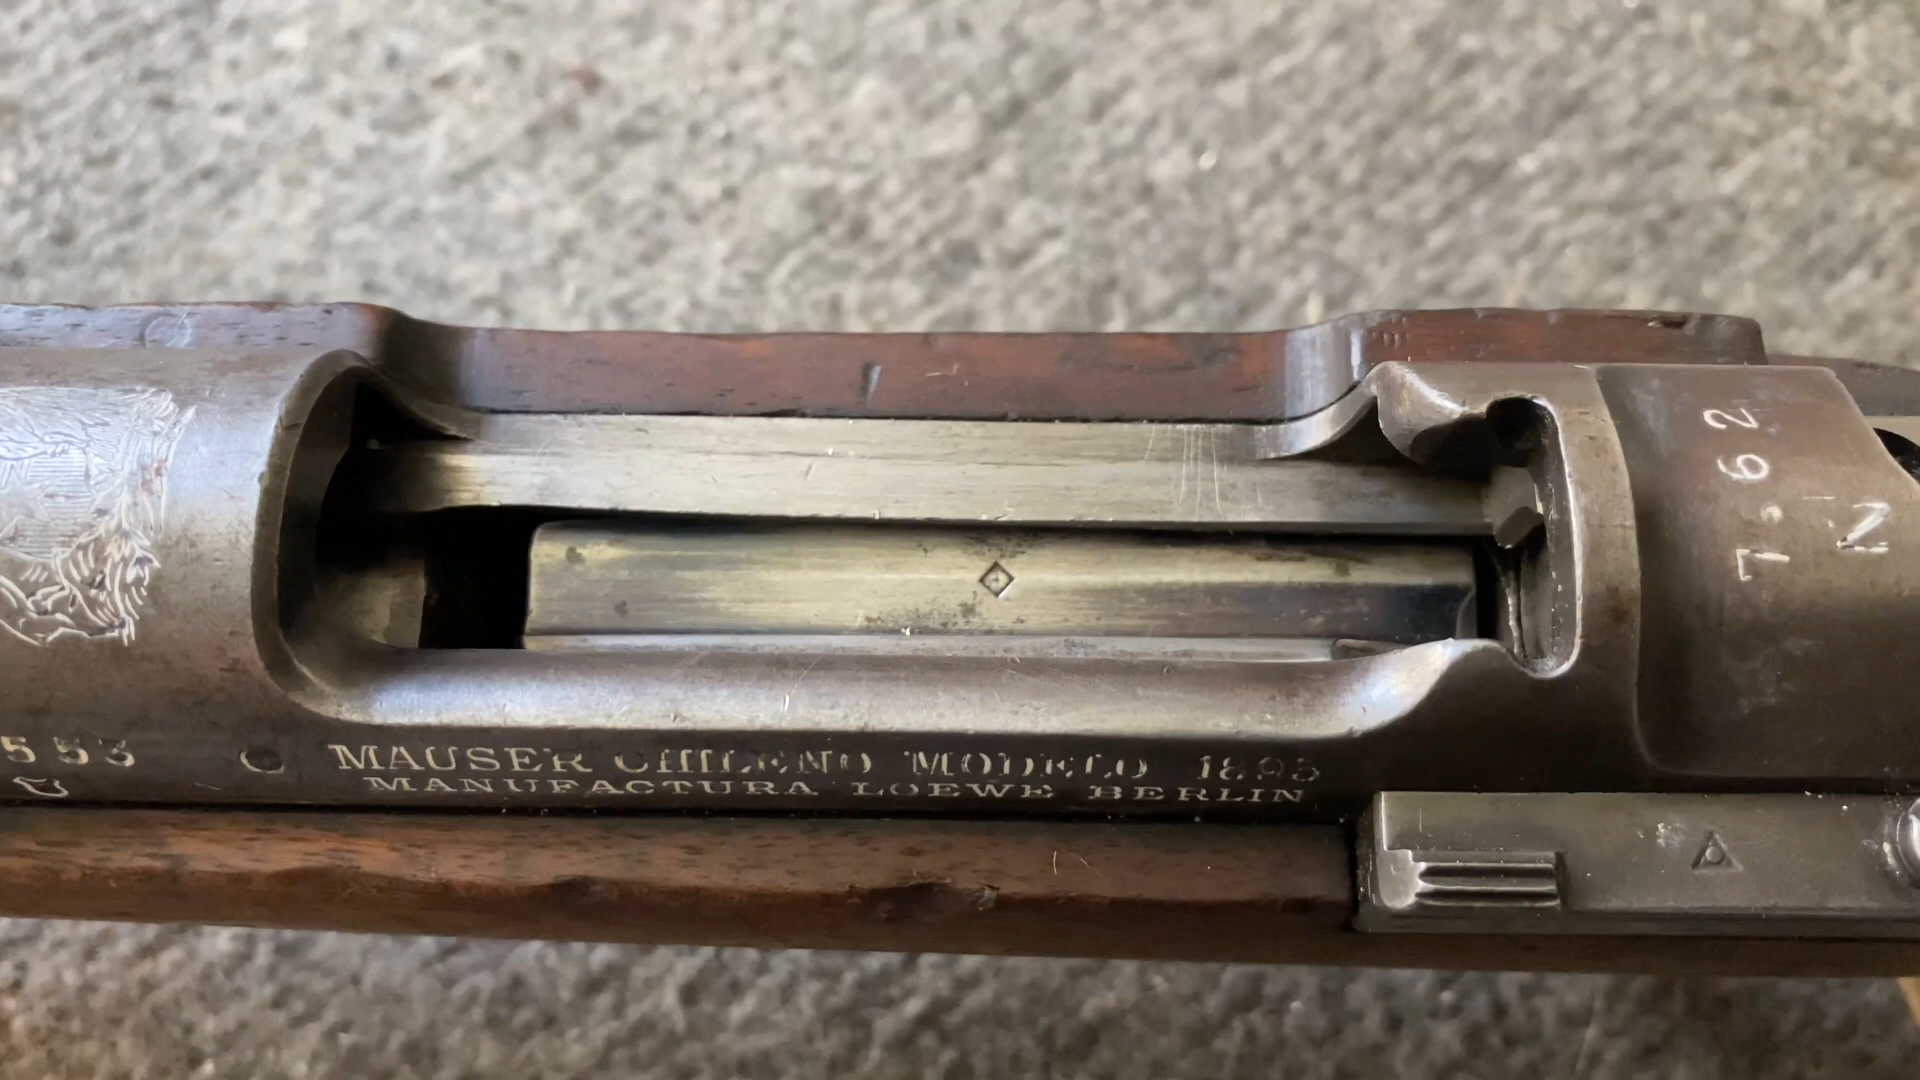 7.62
N
553
MAUSER CHILENO MODELO 1895
MANUFACTURA LOEWE BERLIN